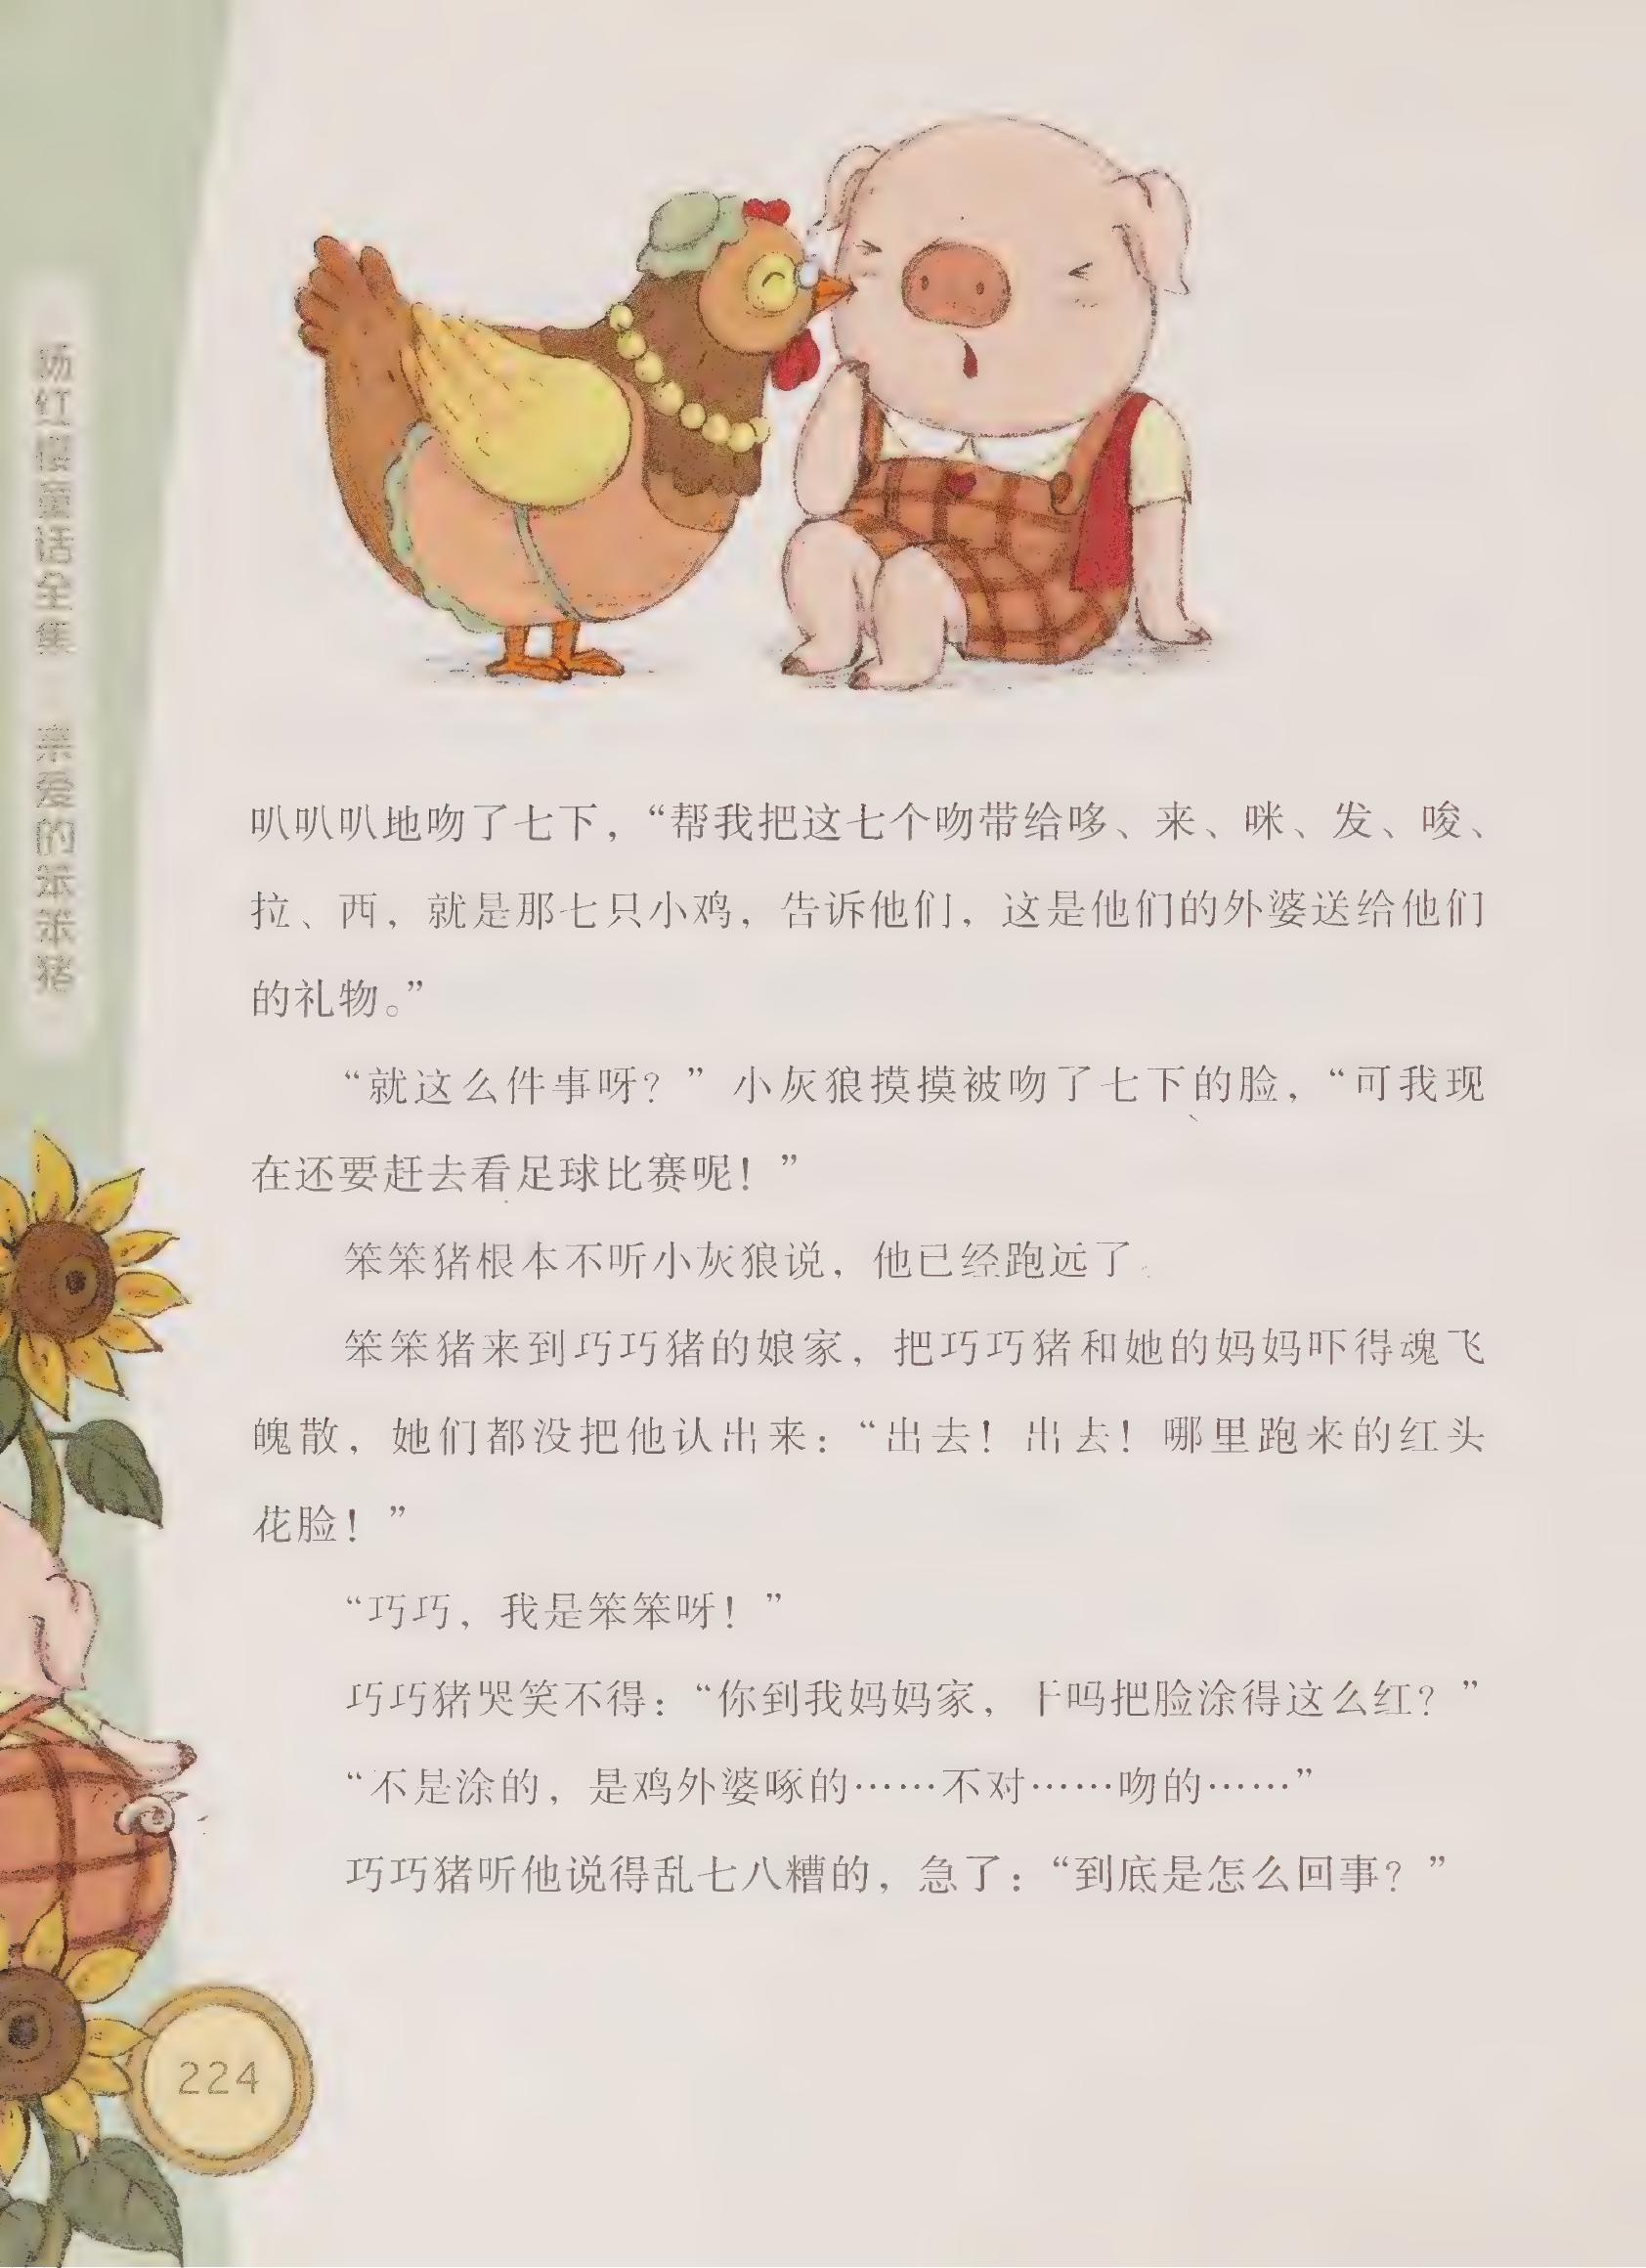 杨红樱童话全集
亲爱的笨笨猪
叭叭叭地吻了七下，“帮我把这七个吻带给哆、来、咪、发、唆、
拉、西，就是那七只小鸡，告诉他们，这是他们的外婆送给他们
的礼物。”
“就这么件事呀？”小灰狼摸摸被吻了七下的脸，“可我现
在还要赶去看足球比赛呢！”
笨笨猪根本不听小灰狼说，他已经跑远了。
笨笨猪来到巧巧猪的娘家，把巧巧猪和她的妈妈吓得魂飞
魄散，她们都没把他认出来：“出去！出去！哪里跑来的红头
花脸！”
“巧巧，我是笨笨呀！”
巧巧猪哭笑不得：“你到我妈妈家，干吗把脸涂得这么红？”
“不是涂的，是鸡外婆啄的……不对……吻的……”
巧巧猪听他说得乱七八糟的，急了：“到底是怎么回事？”
224